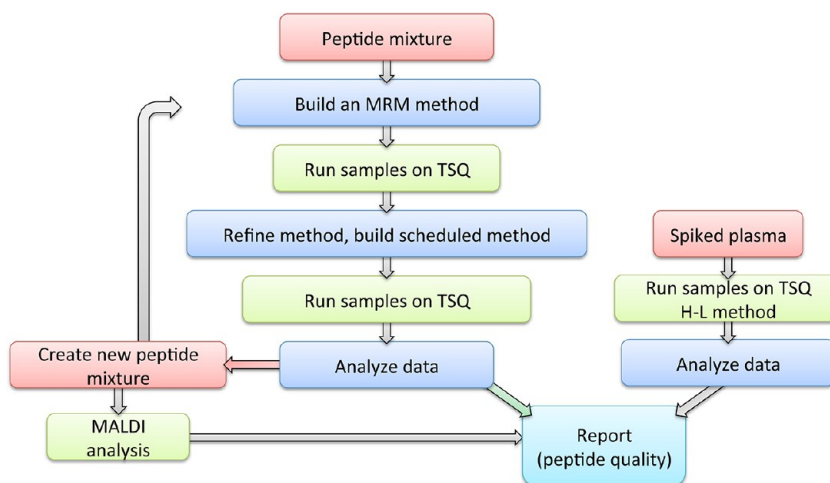 Peptide mixture
Build an MRM method
Run samples on TSQ
Refine method, build scheduled method
Run samples on TSQ
Analyze data
Create new peptide
mixture
MALDI
analysis
Spiked plasma
Run samples on TSQ
H-L method
Analyze data
Report
(peptide quality)